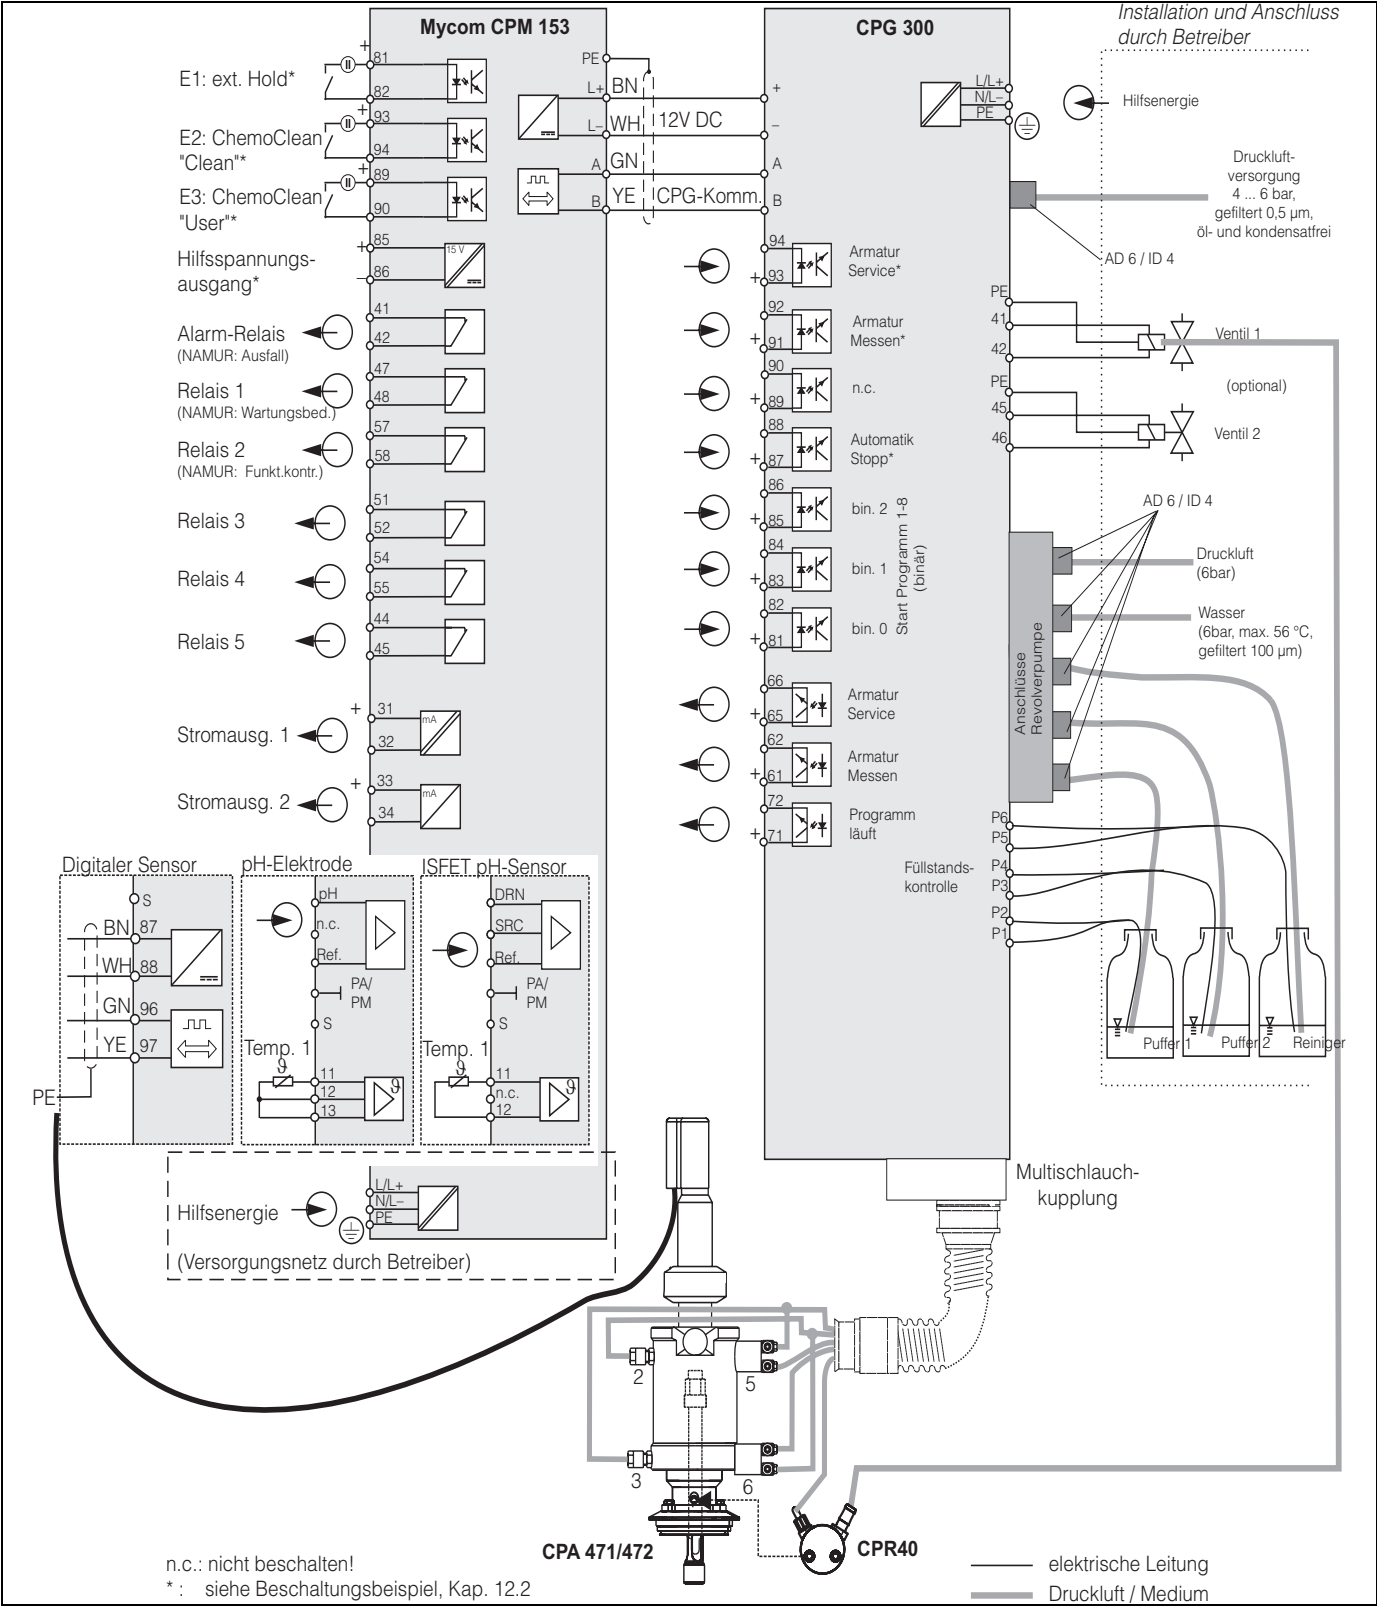 Mycom CPM 153
CPG 300
Installation und Anschluss
durch Betreiber
E1: ext. Hold*
+
81
82
E2: ChemoClean
"Clean"*
+
93
94
E3: ChemoClean
"User"*
+
89
90
Hilfsspannungs-
ausgang*
+
85
–
86
15 V
Alarm-Relais
(NAMUR: Ausfall)
41
42
Relais 1
(NAMUR: Wartungsbed.)
47
48
Relais 2
(NAMUR: Funkt.kontr.)
57
58
Relais 3
51
52
Relais 4
54
55
Relais 5
44
45
Stromausg. 1
+
31
32
mA
Stromausg. 2
+
33
34
mA
PE
L+
BN
L–
WH
12V DC
A
GN
B
YE
CPG-Komm.
+
–
A
B
94
+
93
Armatur
Service*
92
+
91
Armatur
Messen*
90
+
89
n.c.
88
+
87
Automatik
Stopp*
86
+
85
bin. 2
84
+
83
bin. 1
82
+
81
bin. 0
Start Programm 1-8
(binär)
66
+
65
Armatur
Service
62
+
61
Armatur
Messen
72
+
71
Programm
läuft
L/L+
N/L–
PE
Hilfsenergie
Druckluft-
versorgung
4 ... 6 bar,
gefiltert 0,5 µm,
öl- und kondensatfrei
AD 6 / ID 4
PE
41
42
Ventil 1
(optional)
PE
45
46
Ventil 2
AD 6 / ID 4
Druckluft
(6bar)
Wasser
(6bar, max. 56 °C,
gefiltert 100 µm)
Anschlüsse
Revolverpumpe
Füllstands-
kontrolle
P6
P5
P4
P3
P2
P1
Puffer 1
Puffer 2
Reiniger
Digitaler Sensor
S
BN
87
WH
88
GN
96
YE
97
PE
pH-Elektrode
pH
n.c.
Ref.
PA/
PM
S
Temp. 1
ϑ
11
12
13
ϑ
ISFET pH-Sensor
DRN
SRC
Ref.
PA/
PM
S
Temp. 1
ϑ
11
n.c.
12
ϑ
Hilfsenergie
L/L+
N/L–
PE
(Versorgungsnetz durch Betreiber)
Multischlauch-
kupplung
2
5
3
6
CPA 471/472
CPR40
n.c.: nicht beschalten!
* : siehe Beschaltungsbeispiel, Kap. 12.2
elektrische Leitung
Druckluft / Medium